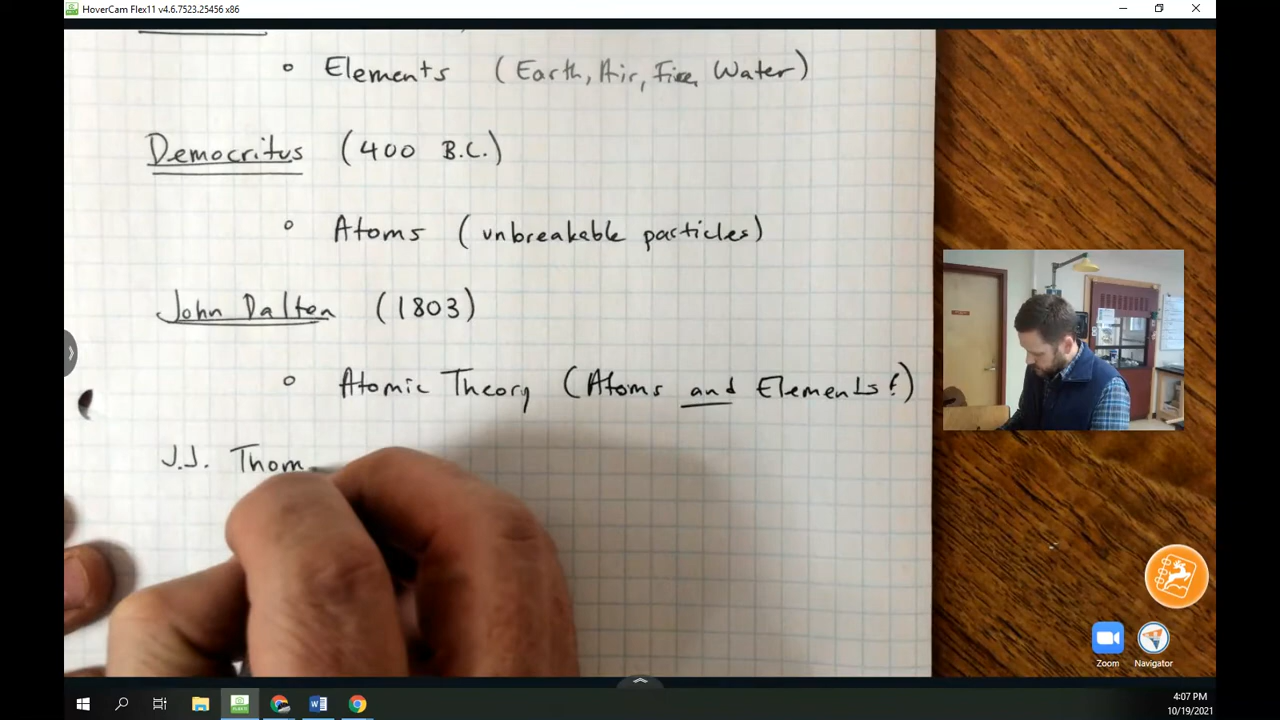 HoverCam Flex11 v4.6.7523.25456 x86
Elements (Earth, Air, Fire, Water)
Democritus (400 B.C.)
Atoms (unbreakable particles)
John Dalton (1803)
Atomic Theory (Atoms and Elements!)
J.J. Thom
Zoom Navigator
4:07 PM
10/19/2021